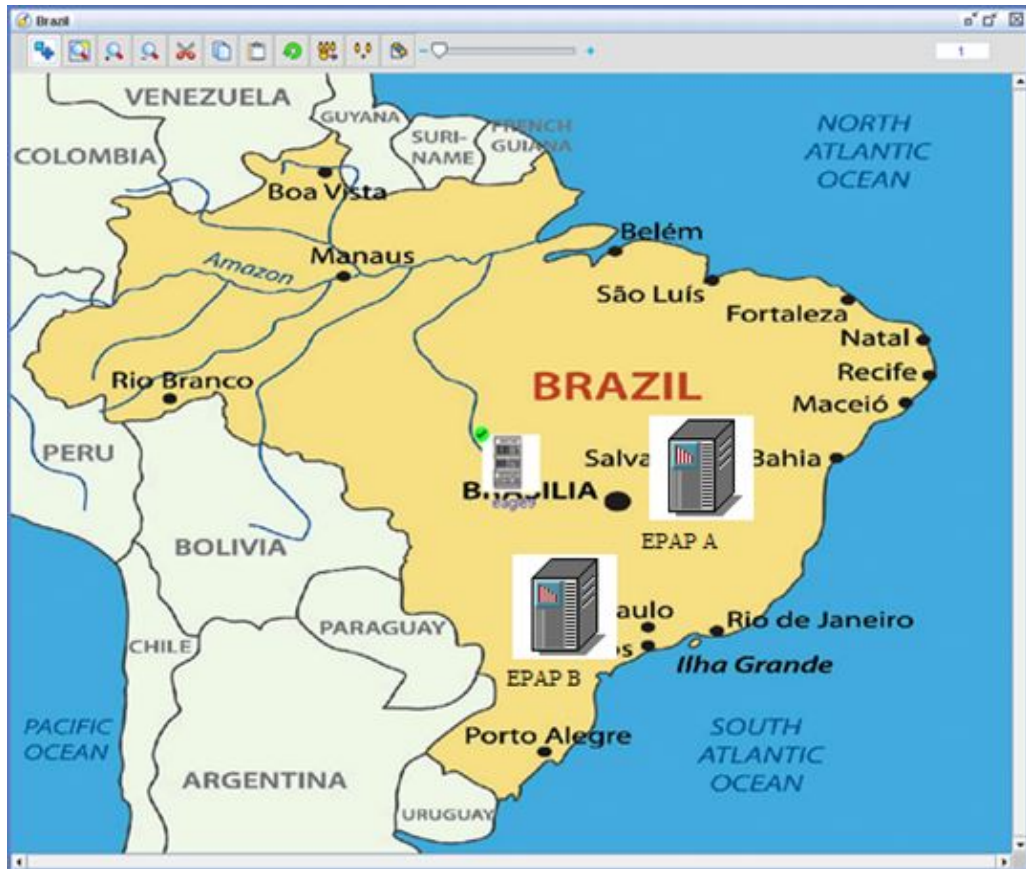 Brazil
1
VENEZUELA
GUYANA
SURI-
NAME
FRENCH
GUIANA
COLOMBIA
NORTH
ATLANTIC
OCEAN
Boa Vista
Belém
Manaus
Amazon
São Luís
Fortaleza
Natal
Rio Branco
BRAZIL
Recife
Maceió
PERU
Salva
Bahia
BRASILIA
eagle9
EPAP A
BOLIVIA
aulo
Rio de Janeiro
PARAGUAY
CHILE
os
Ilha Grande
EPAP B
PACIFIC
OCEAN
Porto Alegre
SOUTH
ATLANTIC
OCEAN
ARGENTINA
URUGUAY